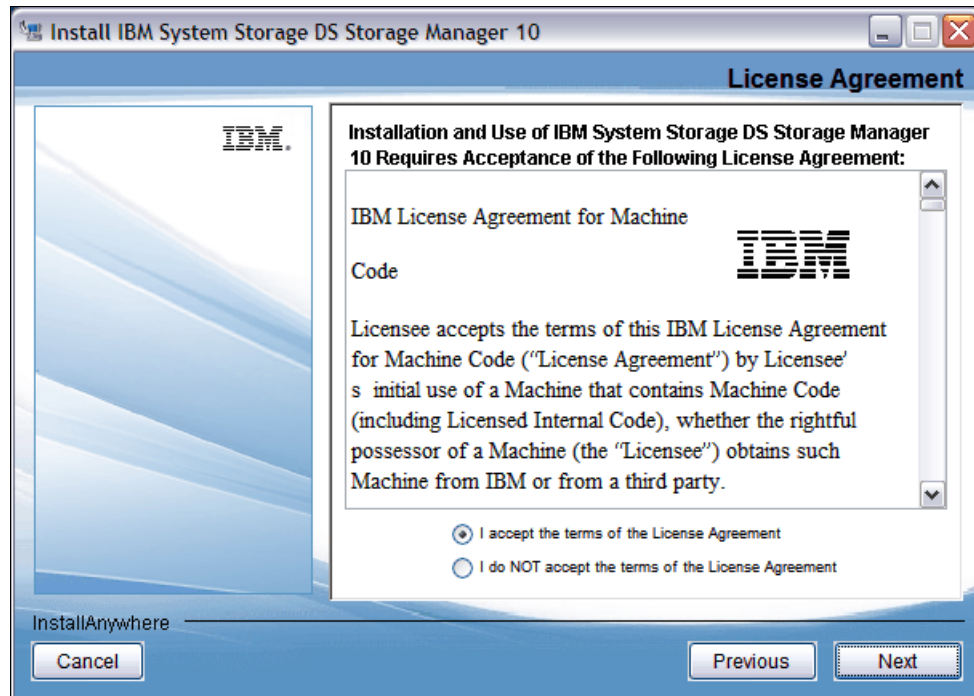 Install IBM System Storage DS Storage Manager 10
License Agreement
IBM.
Installation and Use of IBM System Storage DS Storage Manager
10 Requires Acceptance of the Following License Agreement:
IBM License Agreement for Machine
Code
IBM
Licensee accepts the terms of this IBM License Agreement
for Machine Code (“License Agreement”) by Licensee'
s initial use of a Machine that contains Machine Code
(including Licensed Internal Code), whether the rightful
possessor of a Machine (the “Licensee”) obtains such
Machine from IBM or from a third party.
I accept the terms of the License Agreement
I do NOT accept the terms of the License Agreement
InstallAnywhere
Cancel
Previous
Next